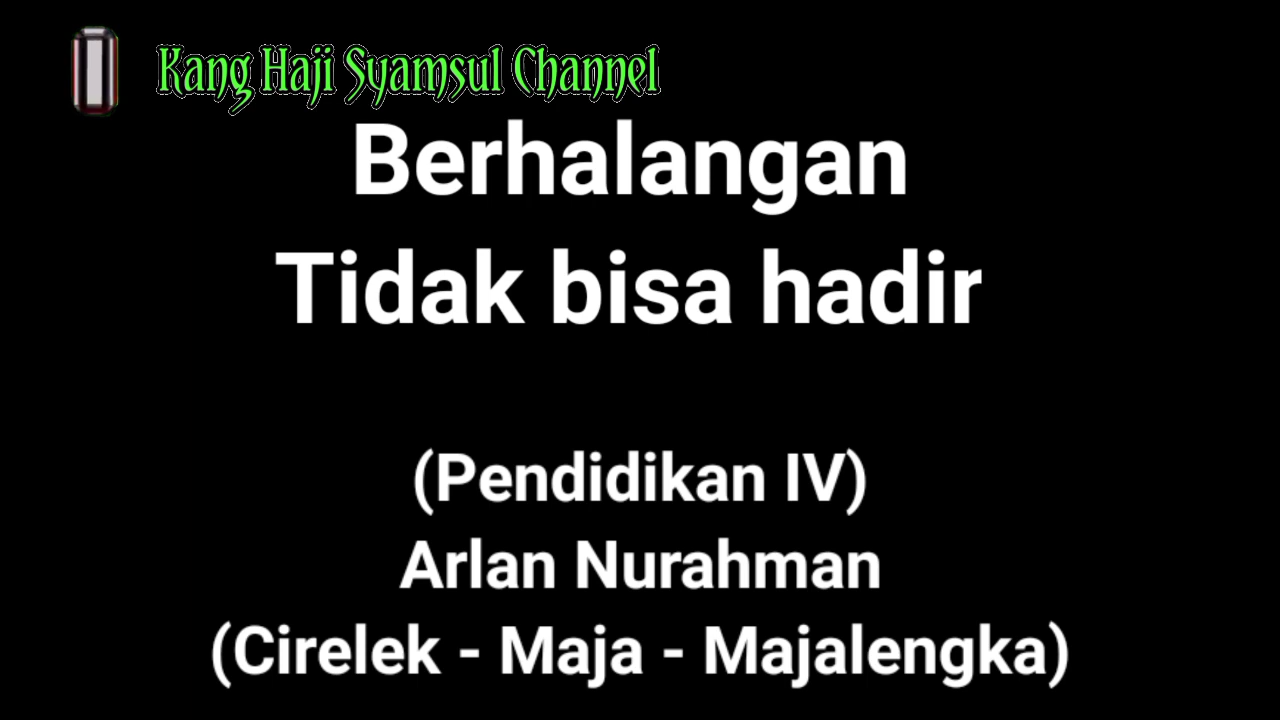 Kang Haji Syamsul Channel
Berhalangan
Tidak bisa hadir
(Pendidikan IV)
Arlan Nurahman
(Cirelek - Maja - Majalengka)